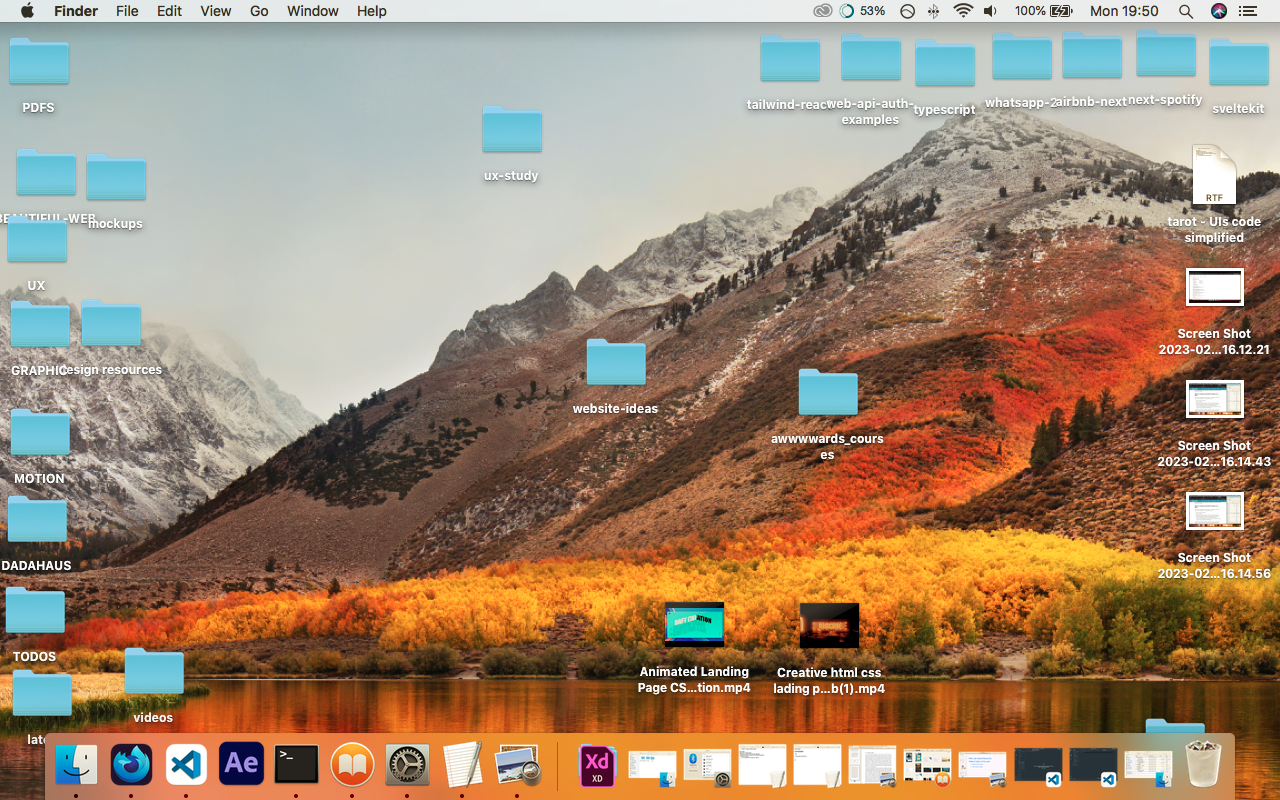 Finder File Edit View Go Window Help 53% 100% Mon 19:50
PDFS
tailwind-reac
web-api-auth-
examples
typescript
whatsapp-2
airbnb-next
next-spotify
sveltekit
ux-study
mockups
RTF
tarot - UIs code
simplified
UX
Screen Shot
2023-02...16.12.21
GRAPHIC
design resources
website-ideas
awwwards_cours
es
Screen Shot
2023-02...16.14.43
MOTION
DADAHAUS
Screen Shot
2023-02...16.14.56
TODOS
Animated Landing
Page CS...tion.mp4
Creative html css
lading p...b(1).mp4
videos
late
Ae
>_
Xd
XD